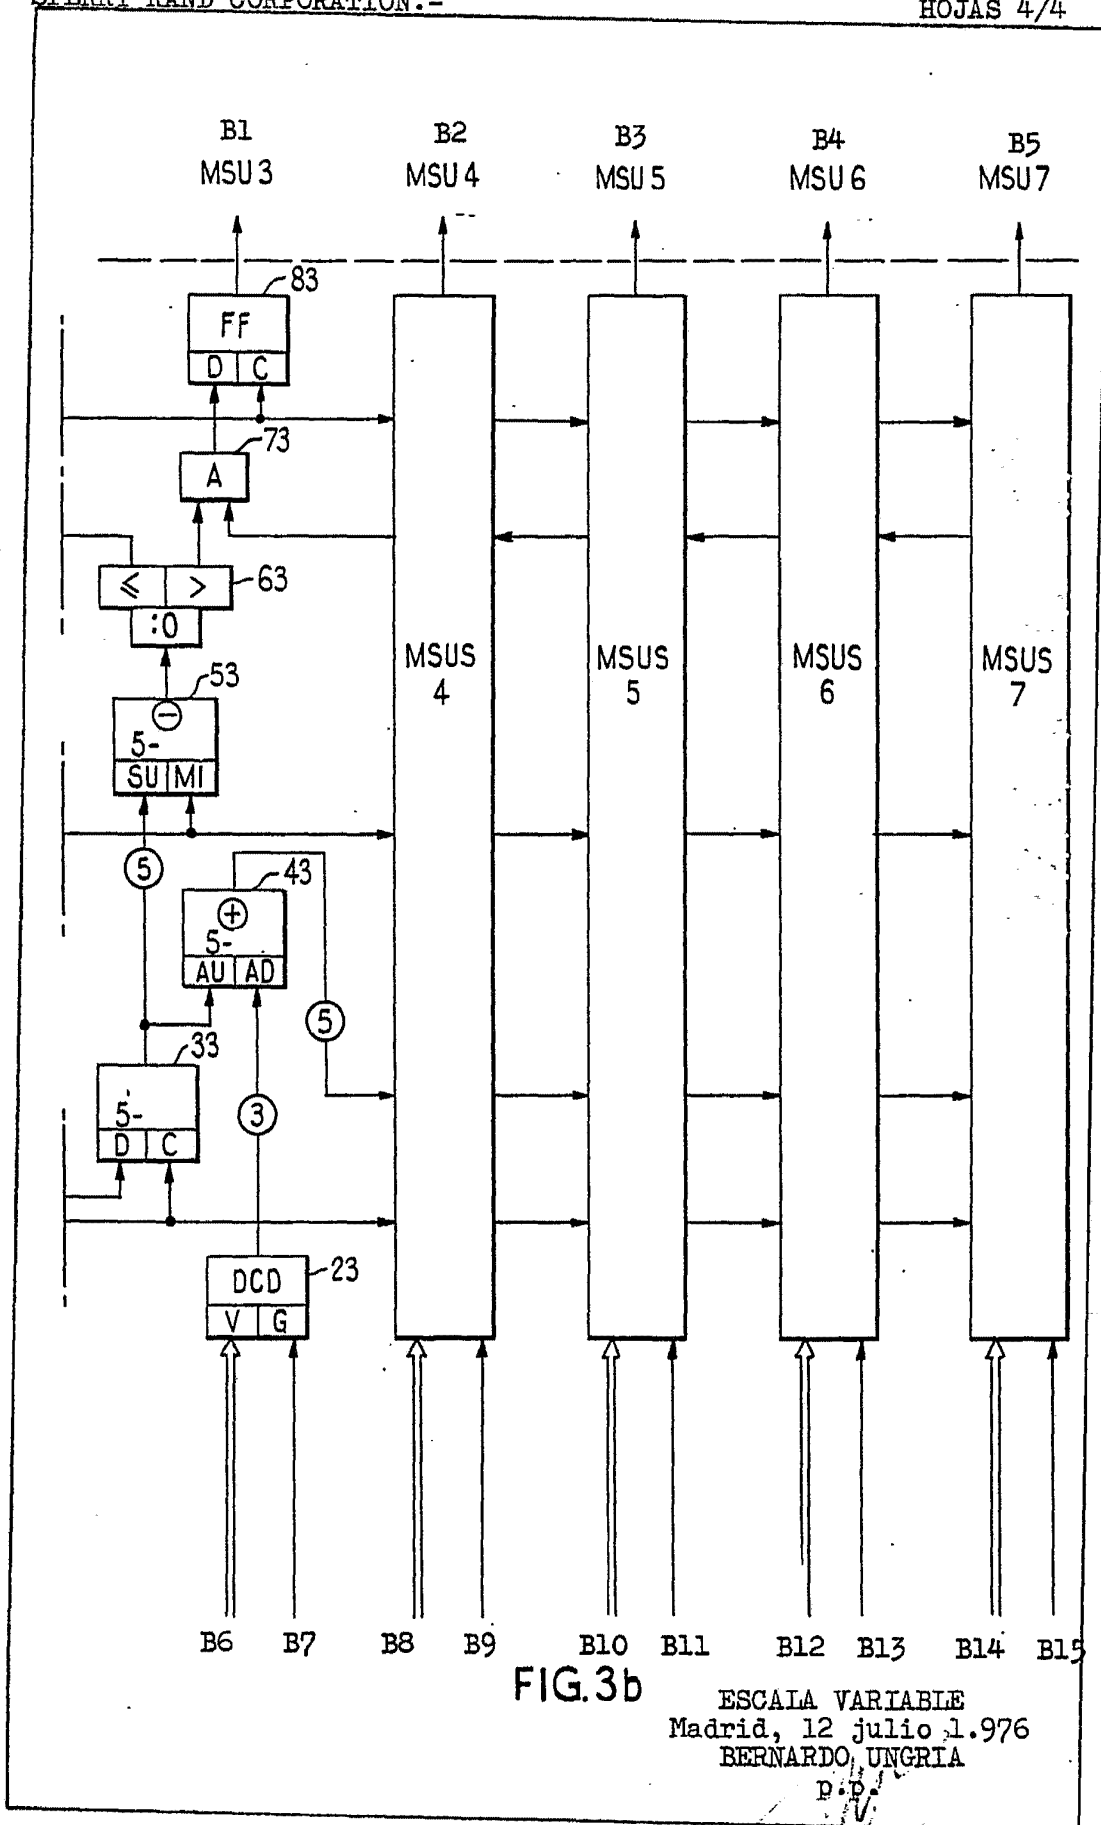 SPERRY RAND CORPORATION.-
HOJAS 4/4
B1 B2 B3 B4 B5
MSU 3 MSU 4 MSU 5 MSU 6 MSU 7
83
FF
D C
73
A
≤ > 63
:0
53
−
5-
SU MI
MSUS 4
MSUS 5
MSUS 6
MSUS 7
5
43
+
5-
AU AD
5
33
5-
D C
3
DCD 23
V G
B6 B7 B8 B9 B10 B11 B12 B13 B14 B15
FIG. 3b
ESCALA VARIABLE
Madrid, 12 julio 1.976
BERNARDO UNGRIA
p.p.